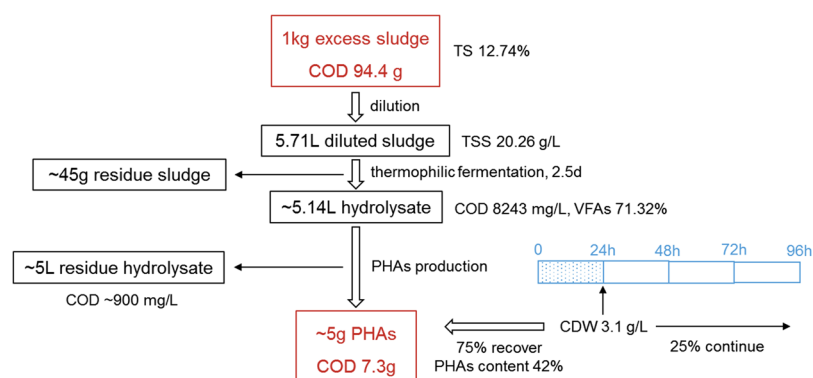 1kg excess sludge
COD 94.4 g
TS 12.74%
dilution
5.71L diluted sludge
TSS 20.26 g/L
~45g residue sludge
thermophilic fermentation, 2.5d
~5.14L hydrolysate
COD 8243 mg/L, VFAs 71.32%
0 24h 48h 72h 96h
~5L residue hydrolysate
PHAs production
COD ~900 mg/L
~5g PHAs
COD 7.3g
CDW 3.1 g/L
75% recover
PHAs content 42%
25% continue